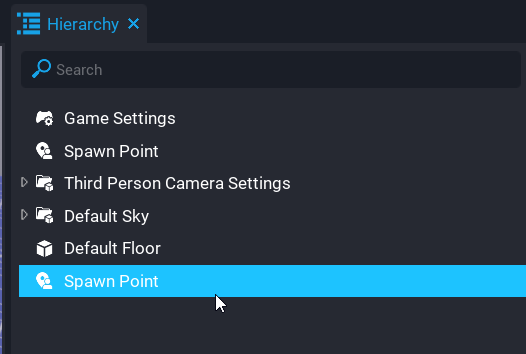 Hierarchy
Search
Game Settings
Spawn Point
Third Person Camera Settings
Default Sky
Default Floor
Spawn Point